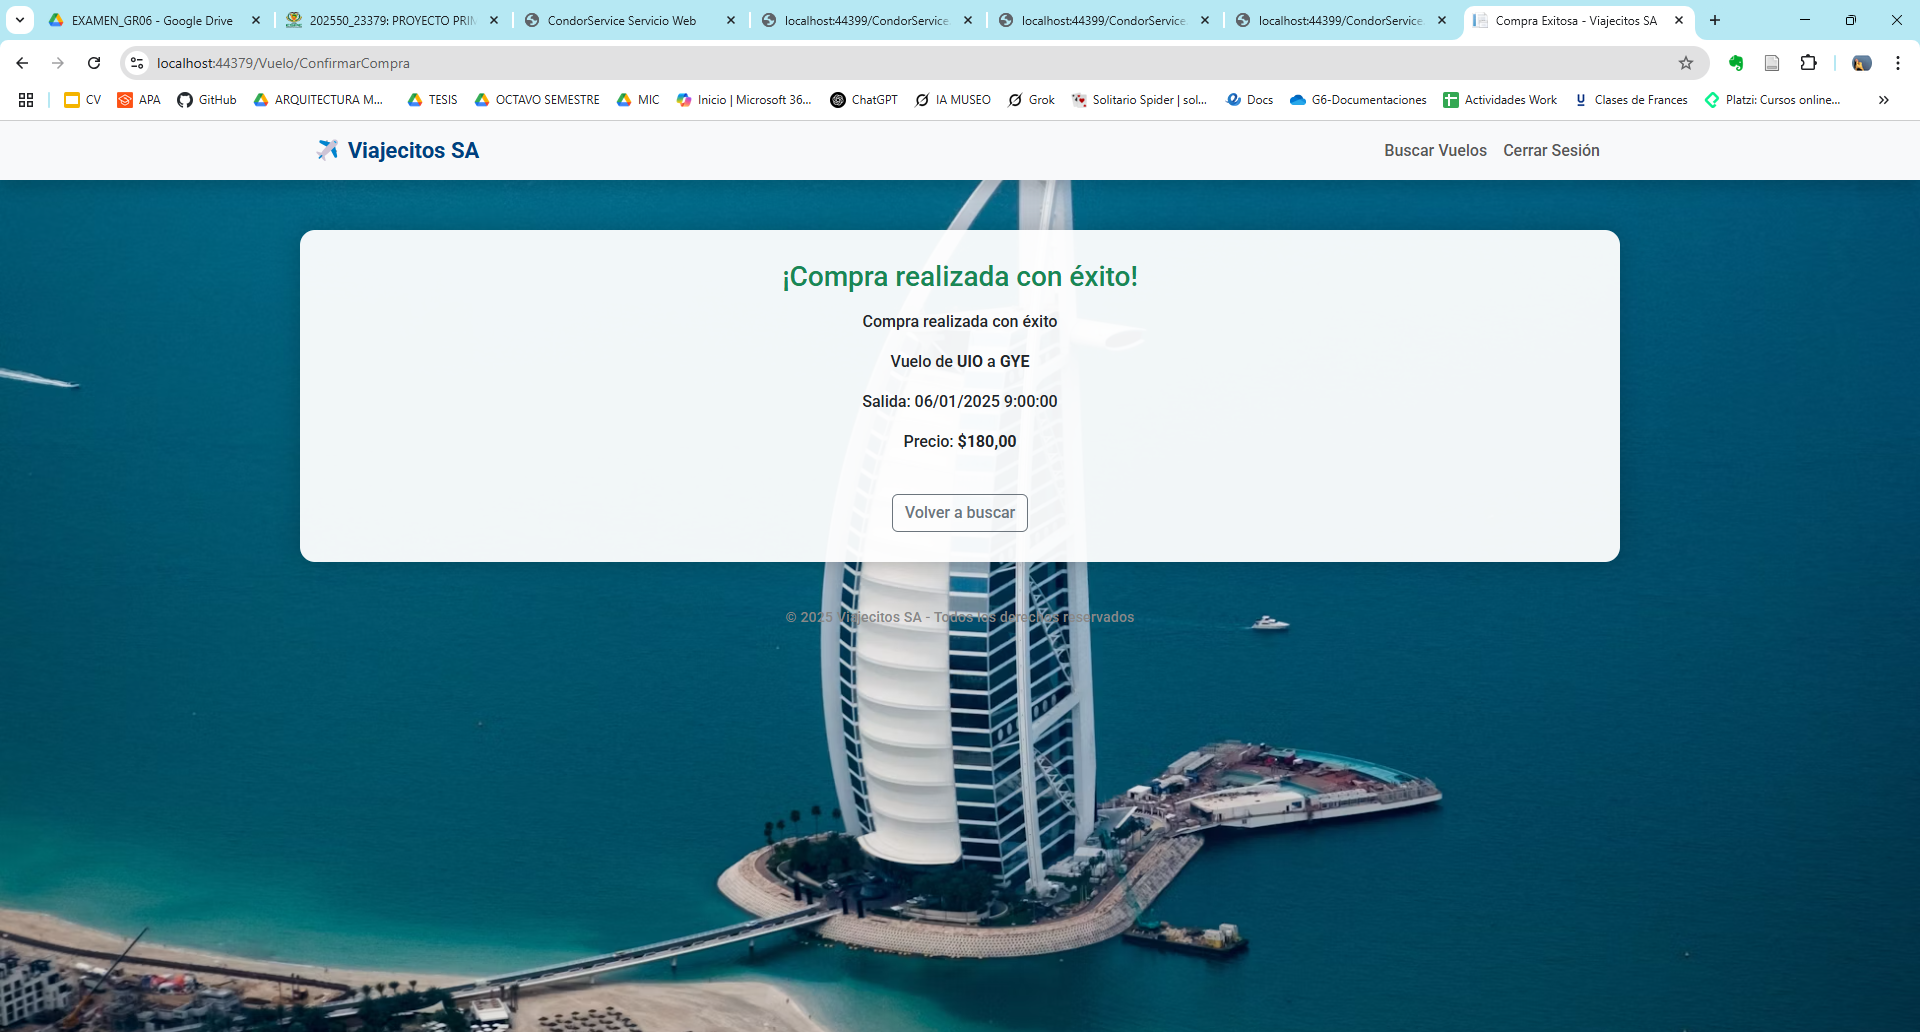 EXAMEN_GR06 - Google Drive
202550_23379: PROYECTO PRIM
CondorService Servicio Web
localhost:44399/CondorService.
localhost:44399/CondorService.
localhost:44399/CondorService
Compra Exitosa - Viajecitos SA
localhost:44379/Vuelo/ConfirmarCompra
CV
APA
GitHub
ARQUITECTURA M...
TESIS
OCTAVO SEMESTRE
MIC
Inicio | Microsoft 36...
ChatGPT
IA MUSEO
Grok
Solitario Spider | sol...
Docs
G6-Documentaciones
Actividades Work
Clases de Frances
Platzi: Cursos online...
Viajecitos SA
Buscar Vuelos
Cerrar Sesión
¡Compra realizada con éxito!
Compra realizada con éxito
Vuelo de UIO a GYE
Salida: 06/01/2025 9:00:00
Precio: $180,00
Volver a buscar
© 2025 Viajecitos SA - Todos los derechos reservados